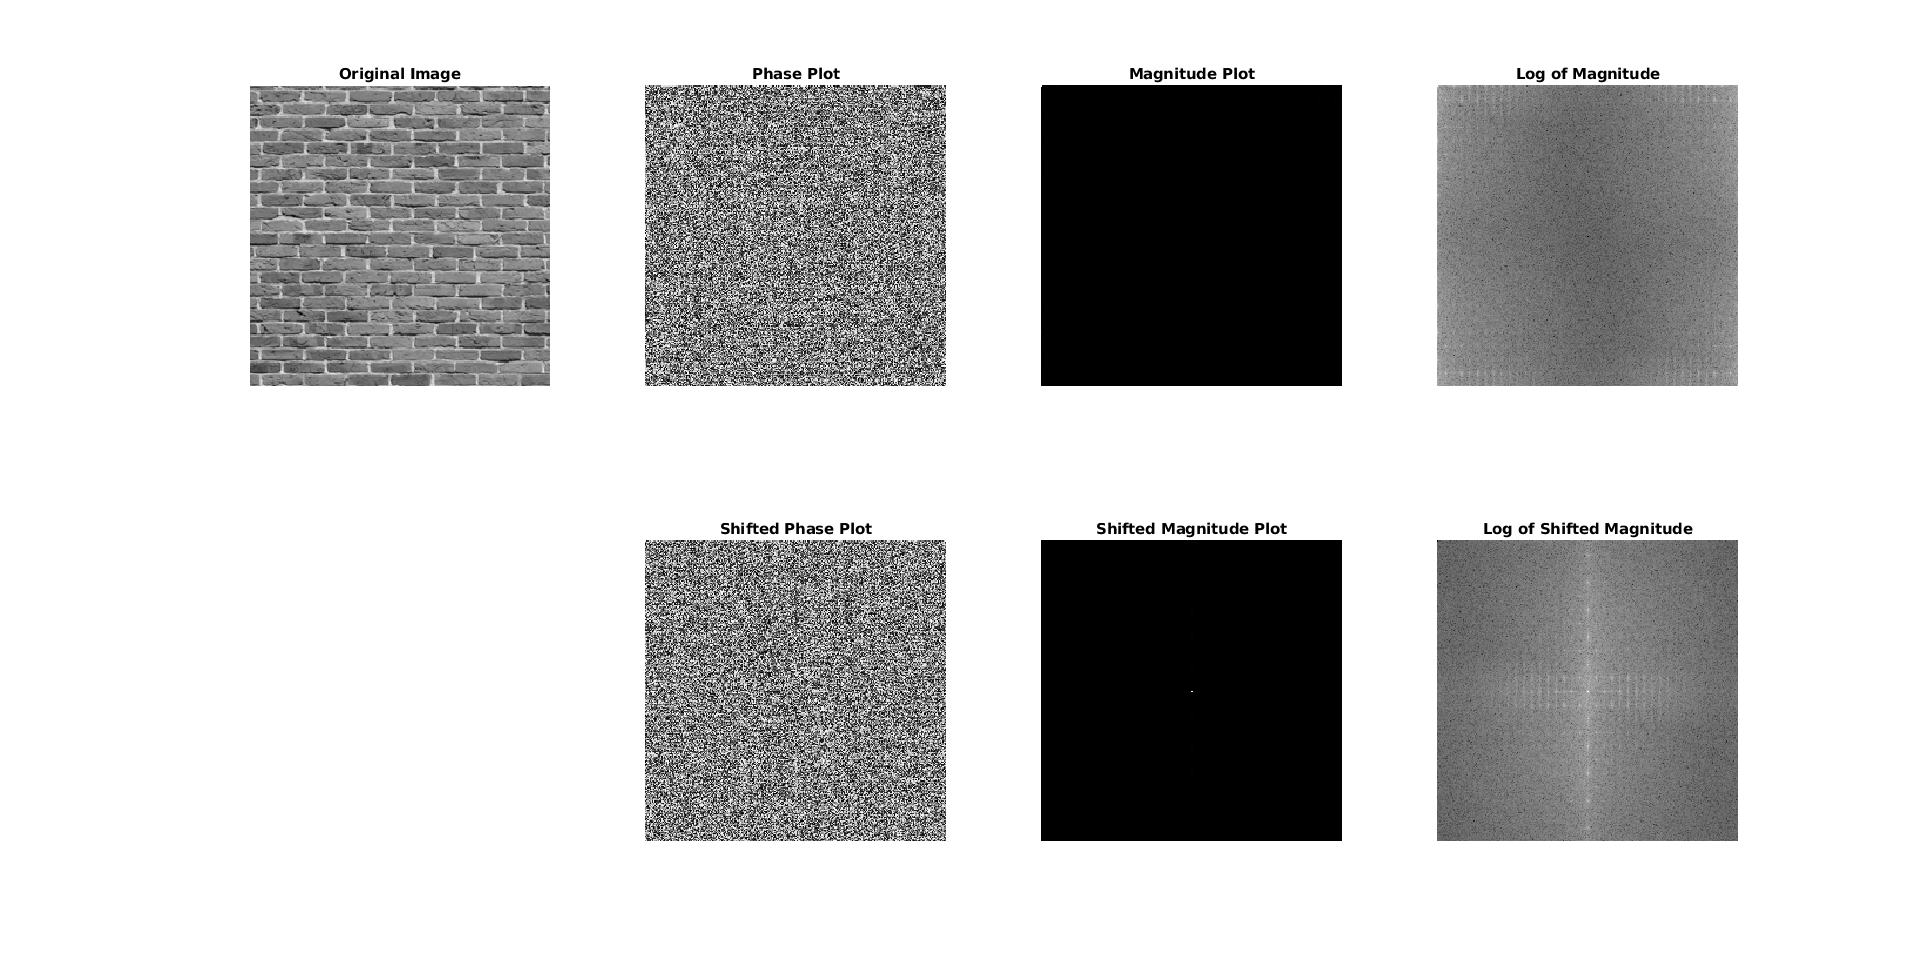 Original Image
Phase Plot
Magnitude Plot
Log of Magnitude
Shifted Phase Plot
Shifted Magnitude Plot
Log of Shifted Magnitude